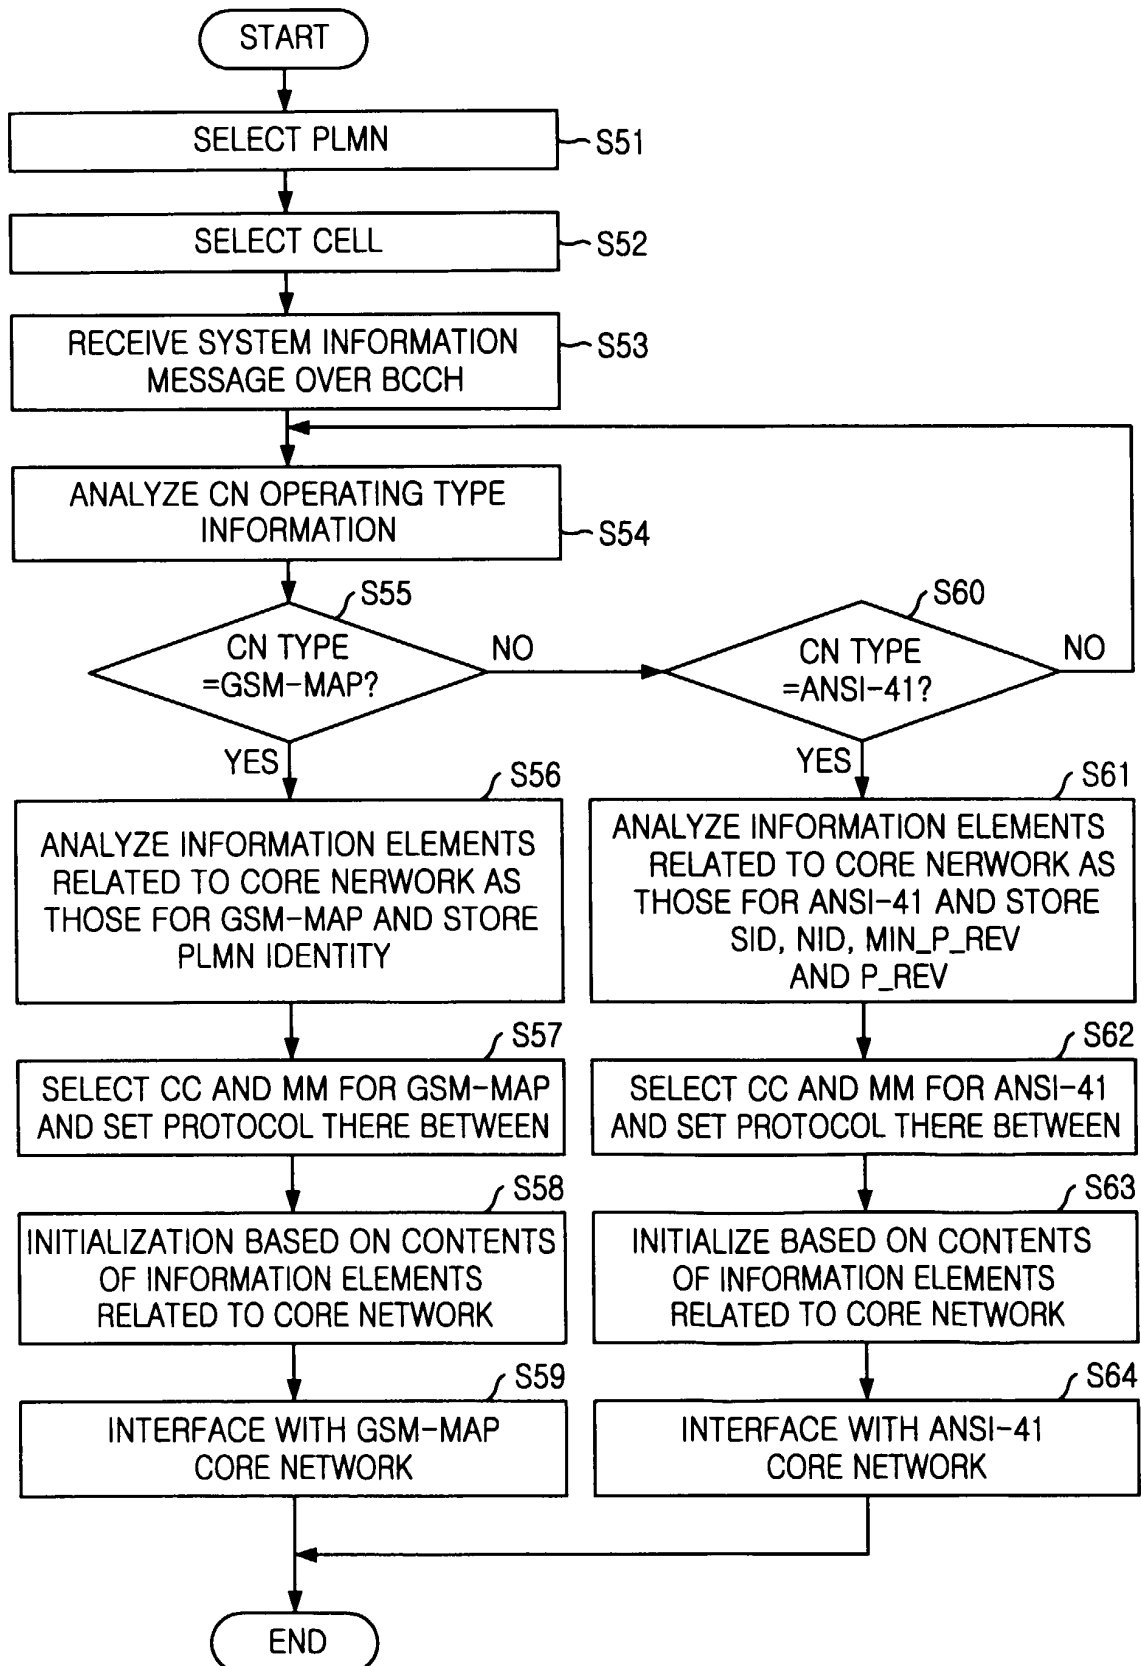 START
SELECT PLMN
S51
SELECT CELL
S52
RECEIVE SYSTEM INFORMATION
MESSAGE OVER BCCH
S53
ANALYZE CN OPERATING TYPE
INFORMATION
S54
S55
CN TYPE
=GSM-MAP?
NO
YES
S60
CN TYPE
=ANSI-41?
NO
YES
S56
ANALYZE INFORMATION ELEMENTS
RELATED TO CORE NERWORK AS
THOSE FOR GSM-MAP AND STORE
PLMN IDENTITY
S61
ANALYZE INFORMATION ELEMENTS
RELATED TO CORE NERWORK AS
THOSE FOR ANSI-41 AND STORE
SID, NID, MIN_P_REV
AND P_REV
S57
SELECT CC AND MM FOR GSM-MAP
AND SET PROTOCOL THERE BETWEEN
S62
SELECT CC AND MM FOR ANSI-41
AND SET PROTOCOL THERE BETWEEN
S58
INITIALIZATION BASED ON CONTENTS
OF INFORMATION ELEMENTS
RELATED TO CORE NETWORK
S63
INITIALIZE BASED ON CONTENTS
OF INFORMATION ELEMENTS
RELATED TO CORE NETWORK
S59
INTERFACE WITH GSM-MAP
CORE NETWORK
S64
INTERFACE WITH ANSI-41
CORE NETWORK
END